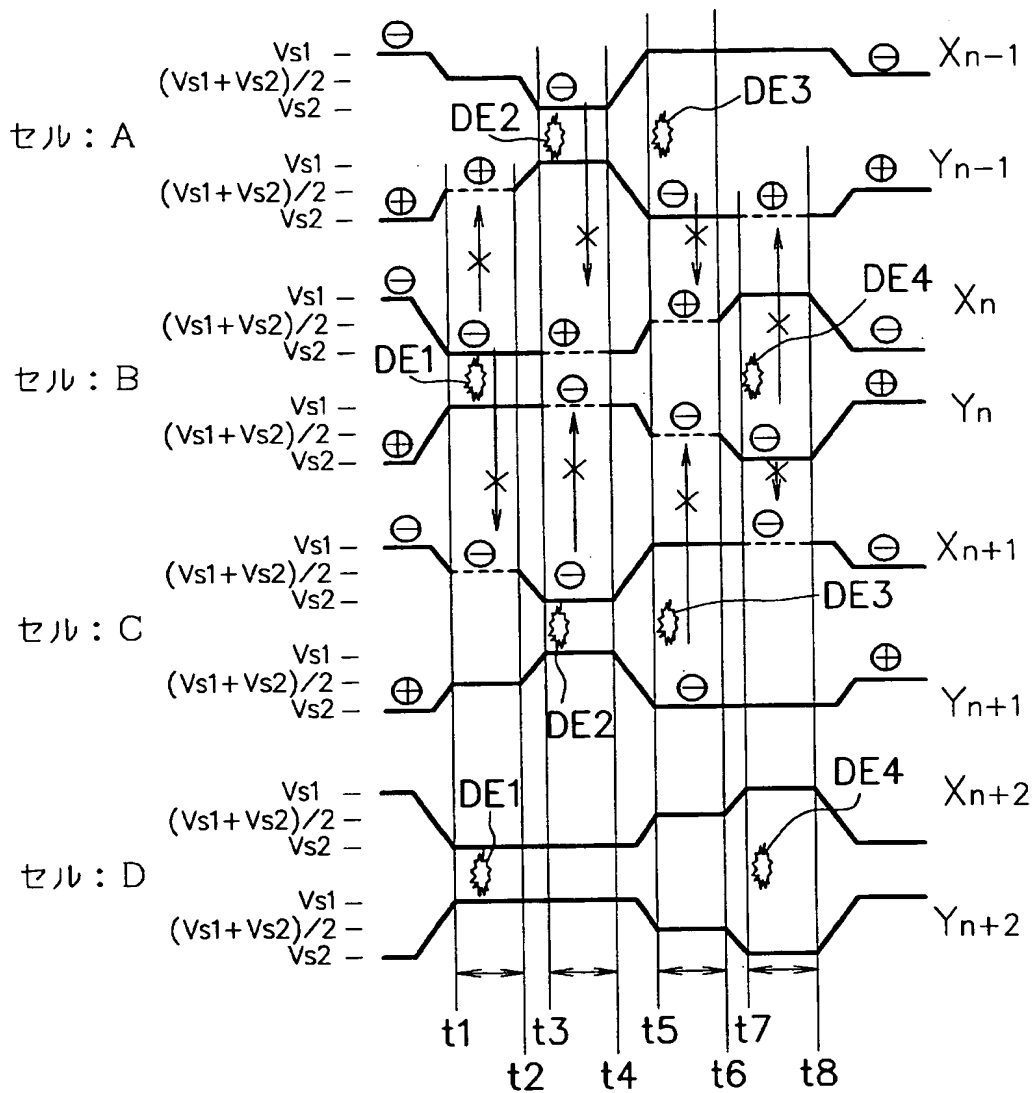 Vs1 –
(Vs1+Vs2)/2 –
Vs2 –
Xn-1
DE2
DE3
セル：A
Vs1 –
(Vs1+Vs2)/2 –
Vs2 –
Yn-1
Vs1 –
(Vs1+Vs2)/2 –
Vs2 –
DE4
Xn
DE1
セル：B
Vs1 –
(Vs1+Vs2)/2 –
Vs2 –
Yn
Vs1 –
(Vs1+Vs2)/2 –
Vs2 –
Xn+1
DE3
セル：C
Vs1 –
(Vs1+Vs2)/2 –
Vs2 –
DE2
Yn+1
Vs1 –
(Vs1+Vs2)/2 –
Vs2 –
DE1
DE4
Xn+2
セル：D
Vs1 –
(Vs1+Vs2)/2 –
Vs2 –
Yn+2
t1 t3 t5 t7
t2 t4 t6 t8